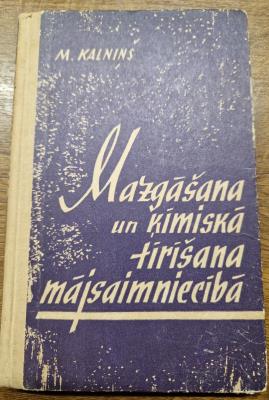 M. KALNIŅŠ
Mazgāšana
un ķīmiskā
tīrīšana
mājsaimniecībā